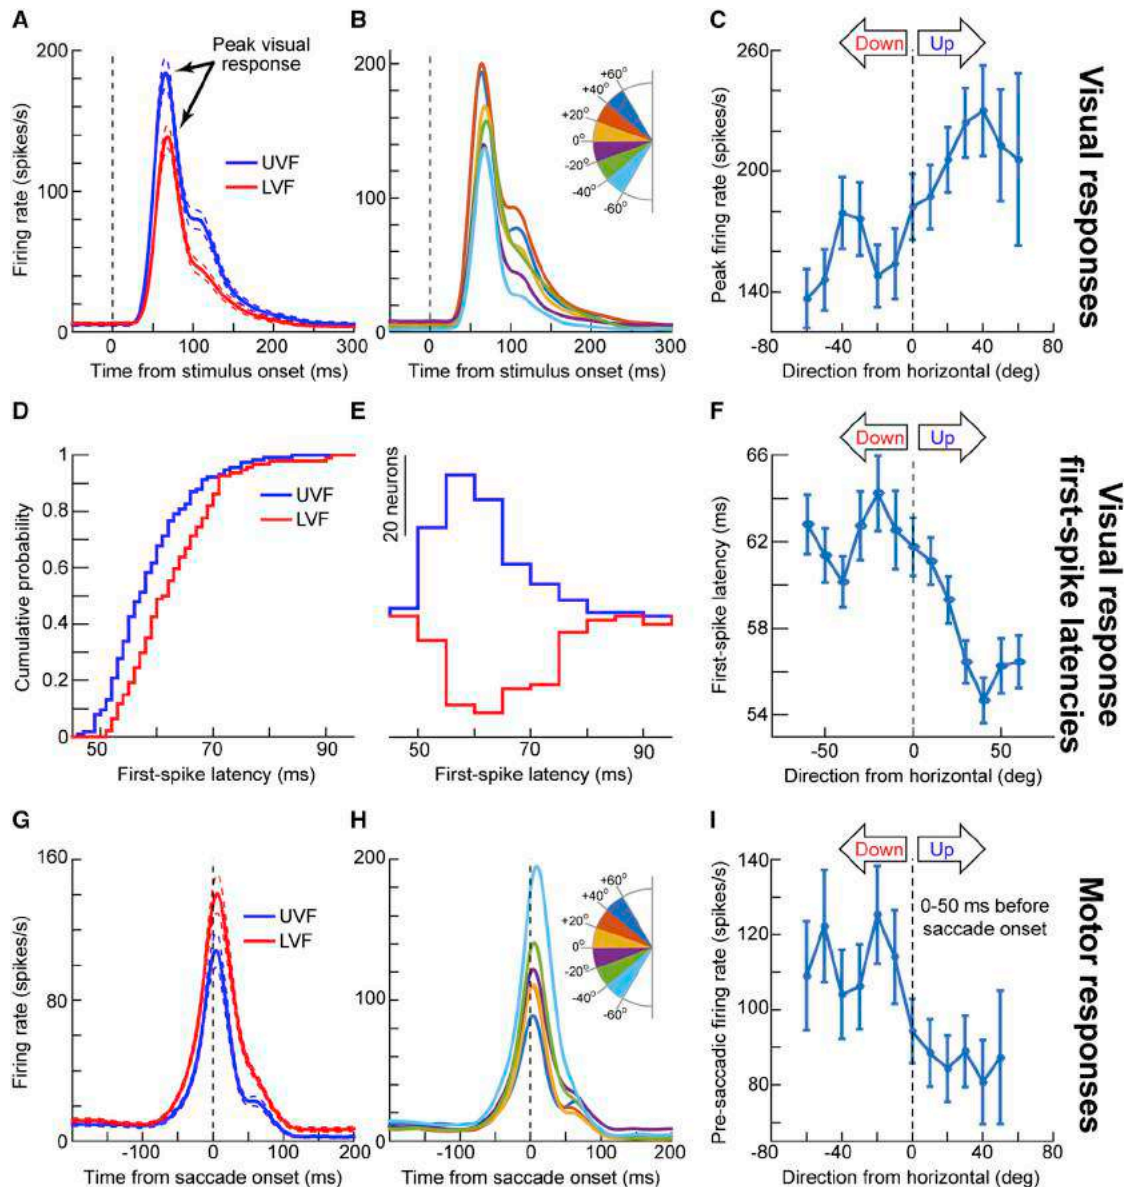 A
200
160
120
80
40
0
Firing rate (spikes/s)
Peak visual
response
UVF
LVF
0
100
200
300
Time from stimulus onset (ms)
B
200
160
120
80
40
0
+60°
+40°
+20°
0°
-20°
-40°
-60°
0
100
200
300
Time from stimulus onset (ms)
C
Down
Up
260
200
140
Peak firing rate (spikes/s)
-80
-40
0
40
80
Direction from horizontal (deg)
Visual responses
D
1
0.8
0.6
0.4
0.2
0
Cumulative probability
UVF
LVF
50
70
90
First-spike latency (ms)
E
20 neurons
50
70
90
First-spike latency (ms)
F
Down
Up
66
62
58
54
First-spike latency (ms)
-50
0
50
Direction from horizontal (deg)
Visual response
first-spike latencies
G
160
80
0
Firing rate (spikes/s)
UVF
LVF
-100
0
100
200
Time from saccade onset (ms)
H
200
100
0
+60°
+40°
+20°
0°
-20°
-40°
-60°
-100
0
100
200
Time from saccade onset (ms)
I
Down
Up
0-50 ms before
saccade onset
140
120
100
80
Pre-saccadic firing rate (spikes/s)
-80
-40
0
40
80
Direction from horizontal (deg)
Motor responses